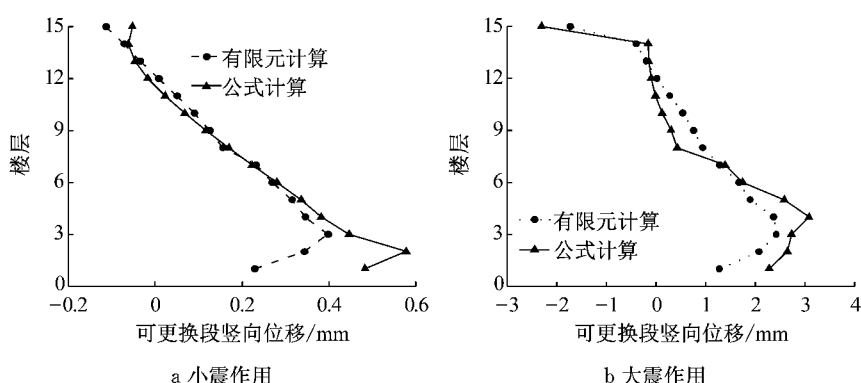 15
12
9
6
3
0
楼层
有限元计算
公式计算
−0.2 0 0.2 0.4 0.6
可更换段竖向位移/mm
a 小震作用
15
12
9
6
3
0
楼层
有限元计算
公式计算
−3 −2 −1 0 1 2 3 4
可更换段竖向位移/mm
b 大震作用